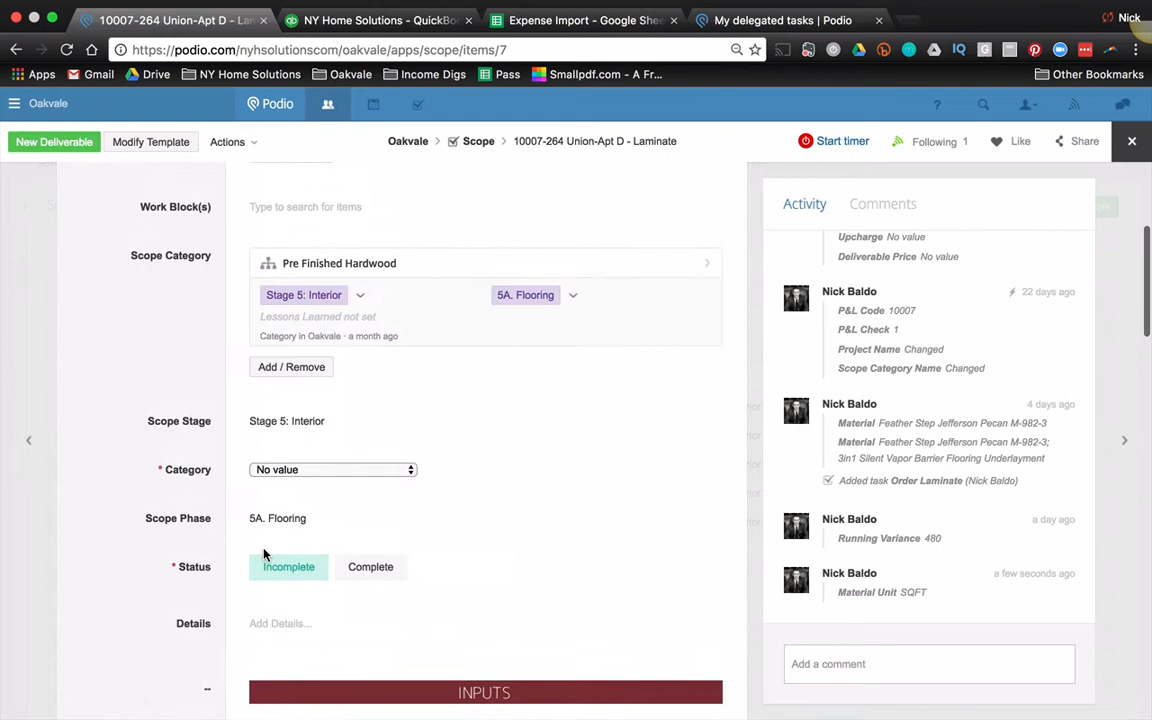 10007-264 Union-Apt D - Lam
NY Home Solutions - QuickBo
Expense Import - Google Shee
My delegated tasks | Podio
Nick
https://podio.com/nyhsolutionscom/oakvale/apps/scope/items/7
Apps
Gmail
Drive
NY Home Solutions
Oakvale
Income Digs
Pass
Smallpdf.com - A Fr...
Other Bookmarks
Oakvale
Podio
New Deliverable
Modify Template
Actions
Oakvale > Scope > 10007-264 Union-Apt D - Laminate
Start timer
Following 1
Like
Share
Work Block(s)
Type to search for items
Scope Category
Pre Finished Hardwood
Stage 5: Interior
5A. Flooring
Lessons Learned not set
Category in Oakvale · a month ago
Add / Remove
Scope Stage
Stage 5: Interior
* Category
No value
Scope Phase
5A. Flooring
* Status
Incomplete
Complete
Details
Add Details...
--
INPUTS
Activity
Comments
Upcharge No value
Deliverable Price No value
Nick Baldo
22 days ago
P&L Code 10007
P&L Check 1
Project Name Changed
Scope Category Name Changed
Nick Baldo
4 days ago
Material Feather Step Jefferson Pecan M-982-3
Material Feather Step Jefferson Pecan M-982-3;
3in1 Silent Vapor Barrier Flooring Underlayment
Added task Order Laminate (Nick Baldo)
Nick Baldo
a day ago
Running Variance 480
Nick Baldo
a few seconds ago
Material Unit SQFT
Add a comment